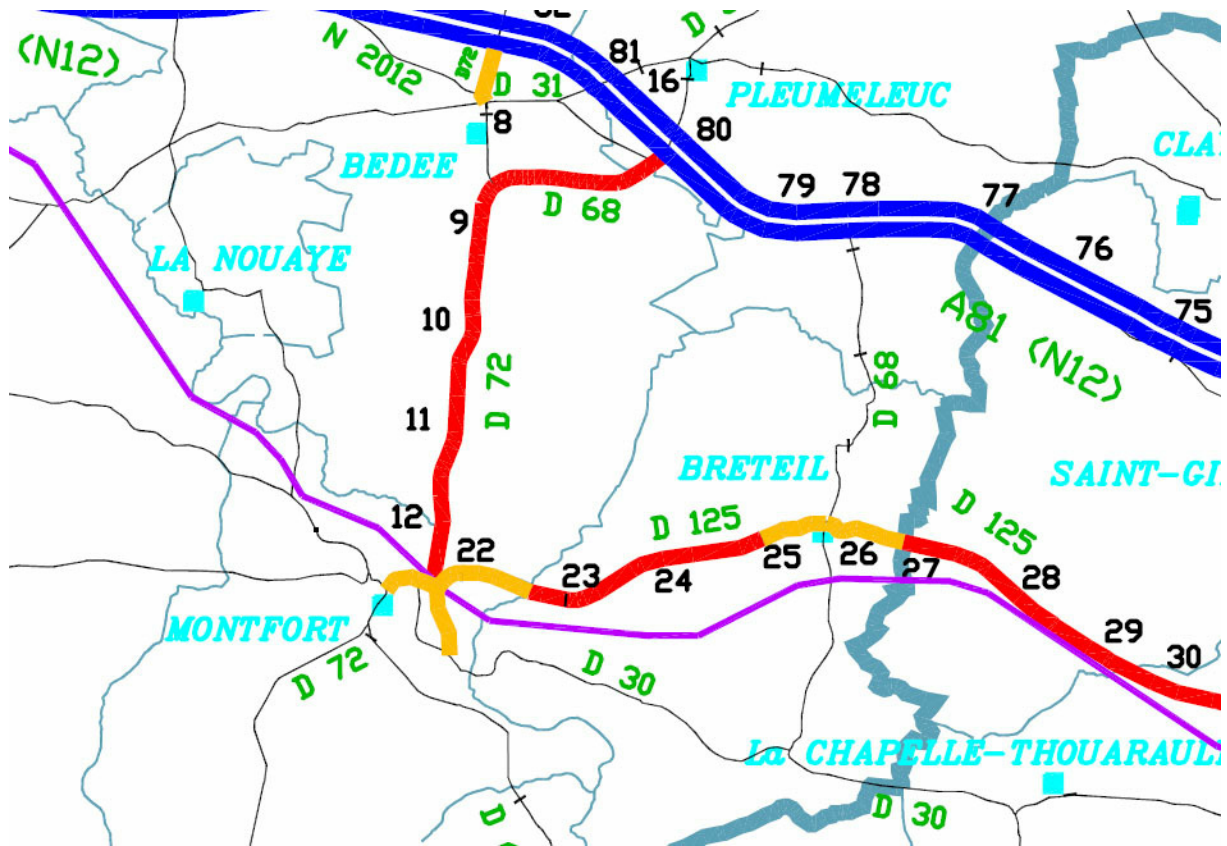 (N12)
N 2012
D72
D 31
81
16
PLEUMELEUC
8
BEDEE
80
9
D 68
79
78
77
76
75
LA NOUAYE
10
D 72
11
A81 (N12)
D 68
BRETEIL
12
22
D 125
23
24
25
26
27
D 125
28
29
30
MONTFORT
D 72
D 30
La CHAPELLE-THOUARAUL
D 30
D